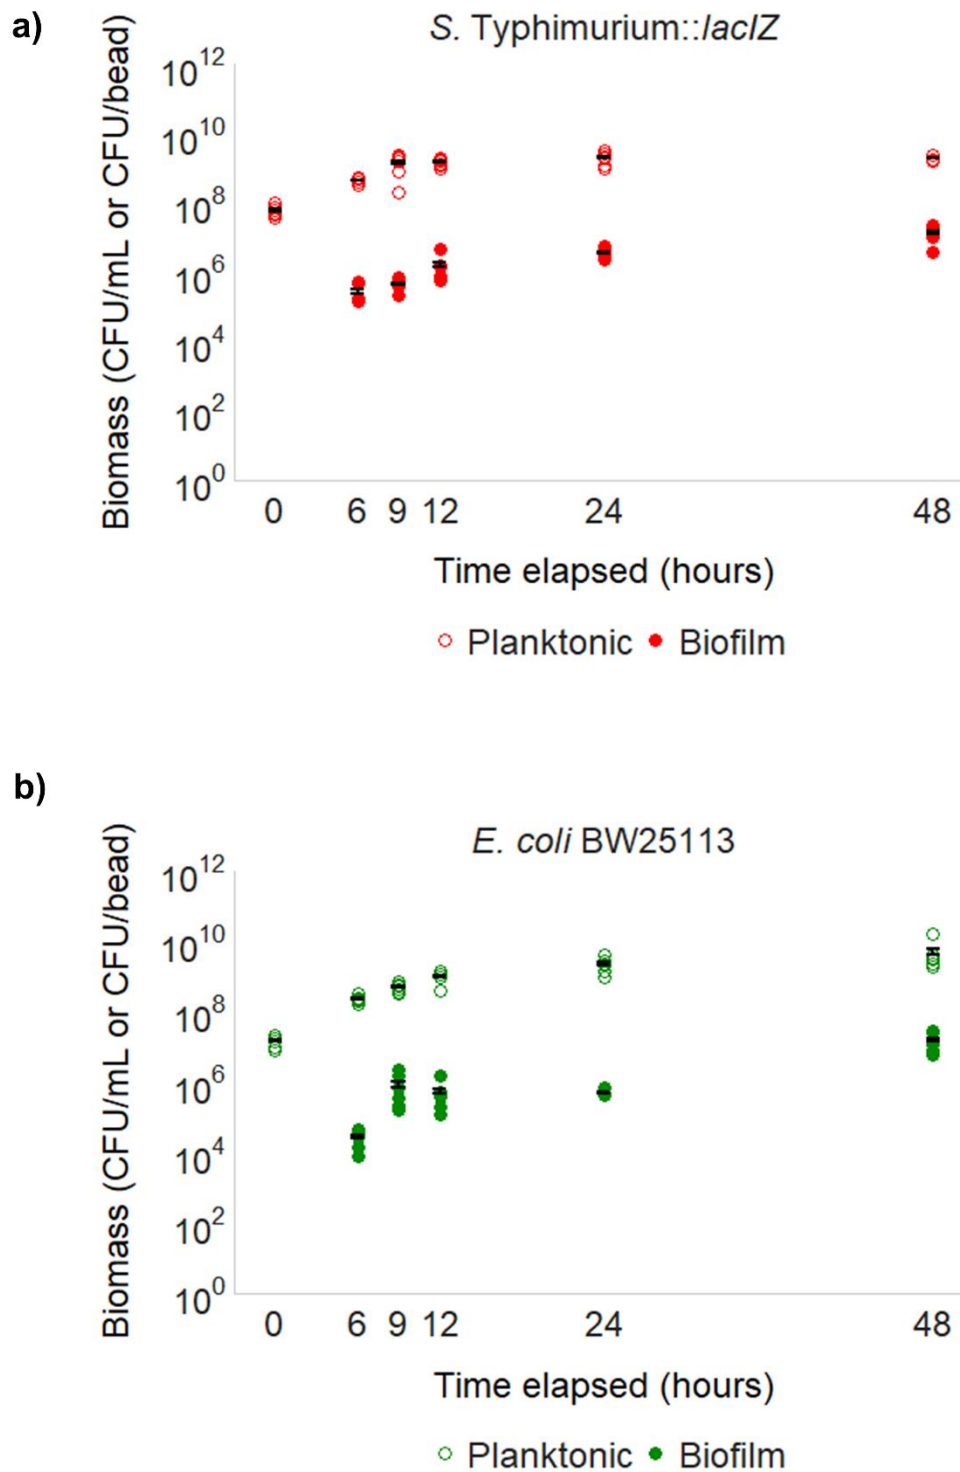 a)
S. Typhimurium::lacIZ
Biomass (CFU/mL or CFU/bead)
10^12
10^10
10^8
10^6
10^4
10^2
10^0
0 6 9 12 24 48
Time elapsed (hours)
Planktonic Biofilm
b)
E. coli BW25113
Biomass (CFU/mL or CFU/bead)
10^12
10^10
10^8
10^6
10^4
10^2
10^0
0 6 9 12 24 48
Time elapsed (hours)
Planktonic Biofilm